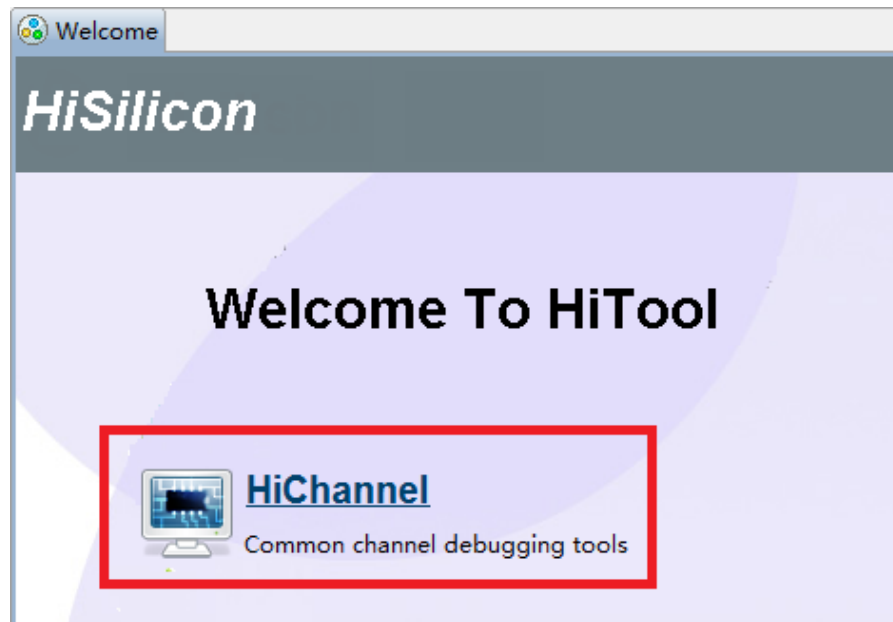 Welcome
HiSilicon
Welcome To HiTool
HiChannel
Common channel debugging tools